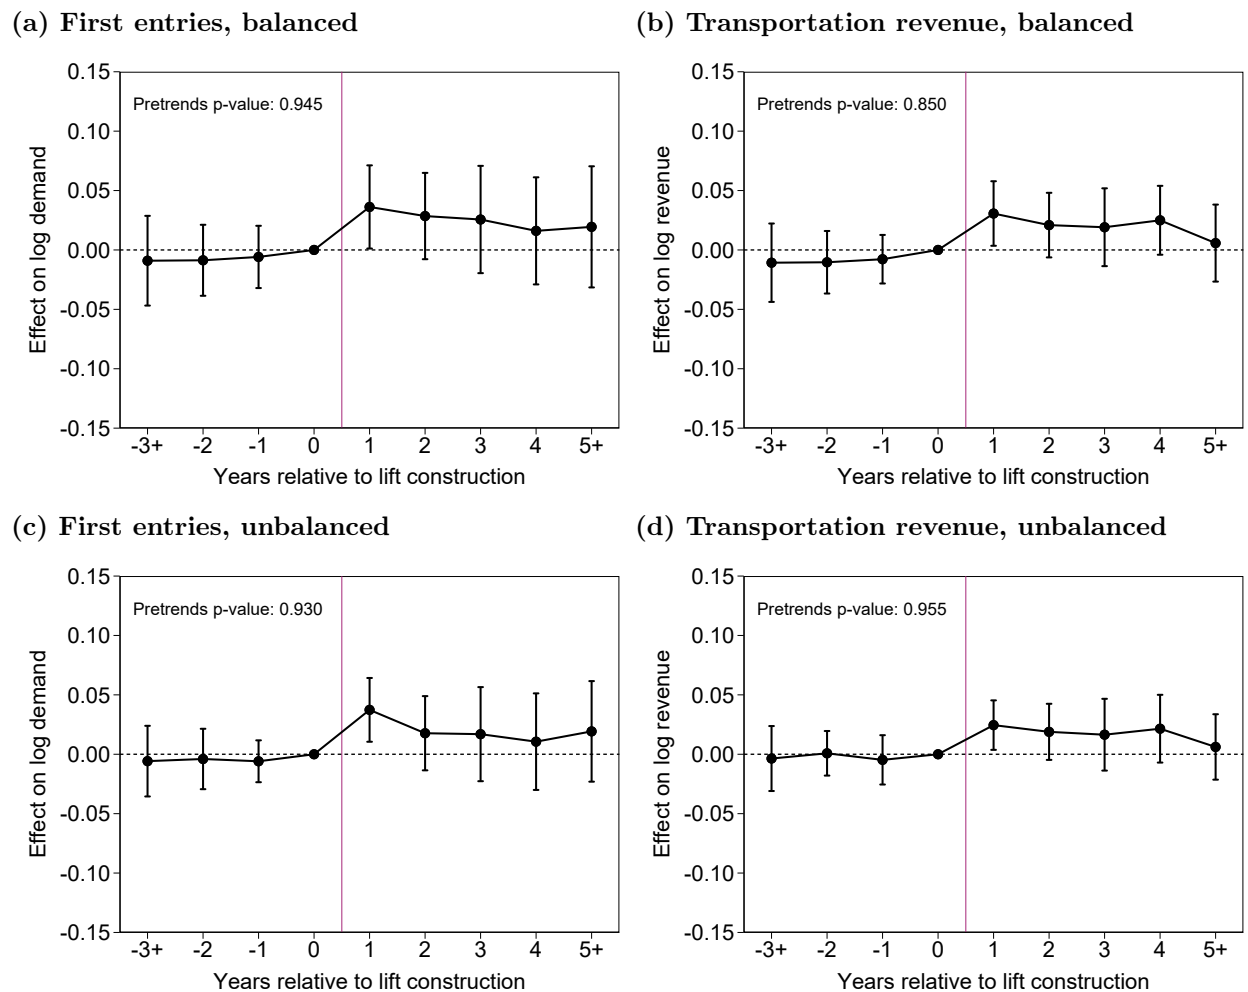 (a) First entries, balanced
0.15
0.10
0.05
0.00
-0.05
-0.10
-0.15
Effect on log demand
Pretrends p-value: 0.945
-3+ -2 -1 0 1 2 3 4 5+
Years relative to lift construction
(b) Transportation revenue, balanced
0.15
0.10
0.05
0.00
-0.05
-0.10
-0.15
Effect on log revenue
Pretrends p-value: 0.850
-3+ -2 -1 0 1 2 3 4 5+
Years relative to lift construction
(c) First entries, unbalanced
0.15
0.10
0.05
0.00
-0.05
-0.10
-0.15
Effect on log demand
Pretrends p-value: 0.930
-3+ -2 -1 0 1 2 3 4 5+
Years relative to lift construction
(d) Transportation revenue, unbalanced
0.15
0.10
0.05
0.00
-0.05
-0.10
-0.15
Effect on log revenue
Pretrends p-value: 0.955
-3+ -2 -1 0 1 2 3 4 5+
Years relative to lift construction